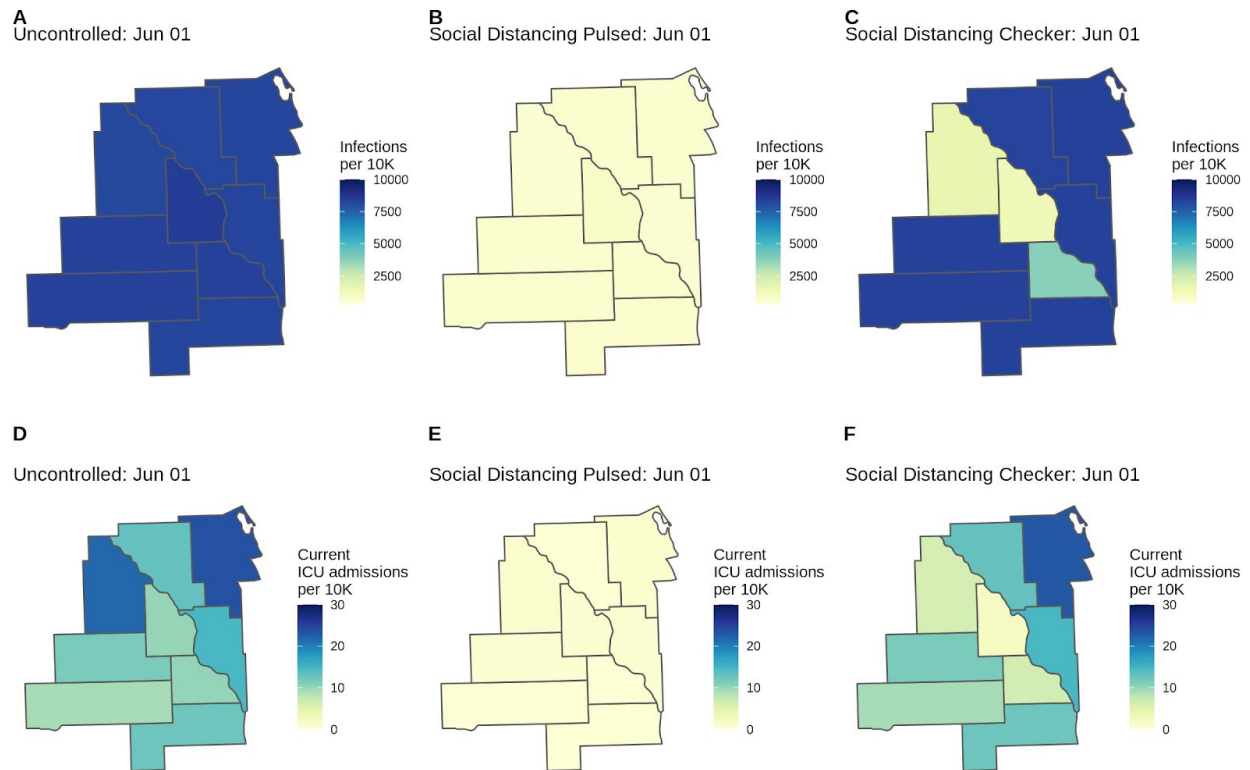 A
Uncontrolled: Jun 01
Infections
per 10K
10000
7500
5000
2500
B
Social Distancing Pulsed: Jun 01
Infections
per 10K
10000
7500
5000
2500
C
Social Distancing Checker: Jun 01
Infections
per 10K
10000
7500
5000
2500
D
Uncontrolled: Jun 01
Current
ICU admissions
per 10K
30
20
10
0
E
Social Distancing Pulsed: Jun 01
Current
ICU admissions
per 10K
30
20
10
0
F
Social Distancing Checker: Jun 01
Current
ICU admissions
per 10K
30
20
10
0